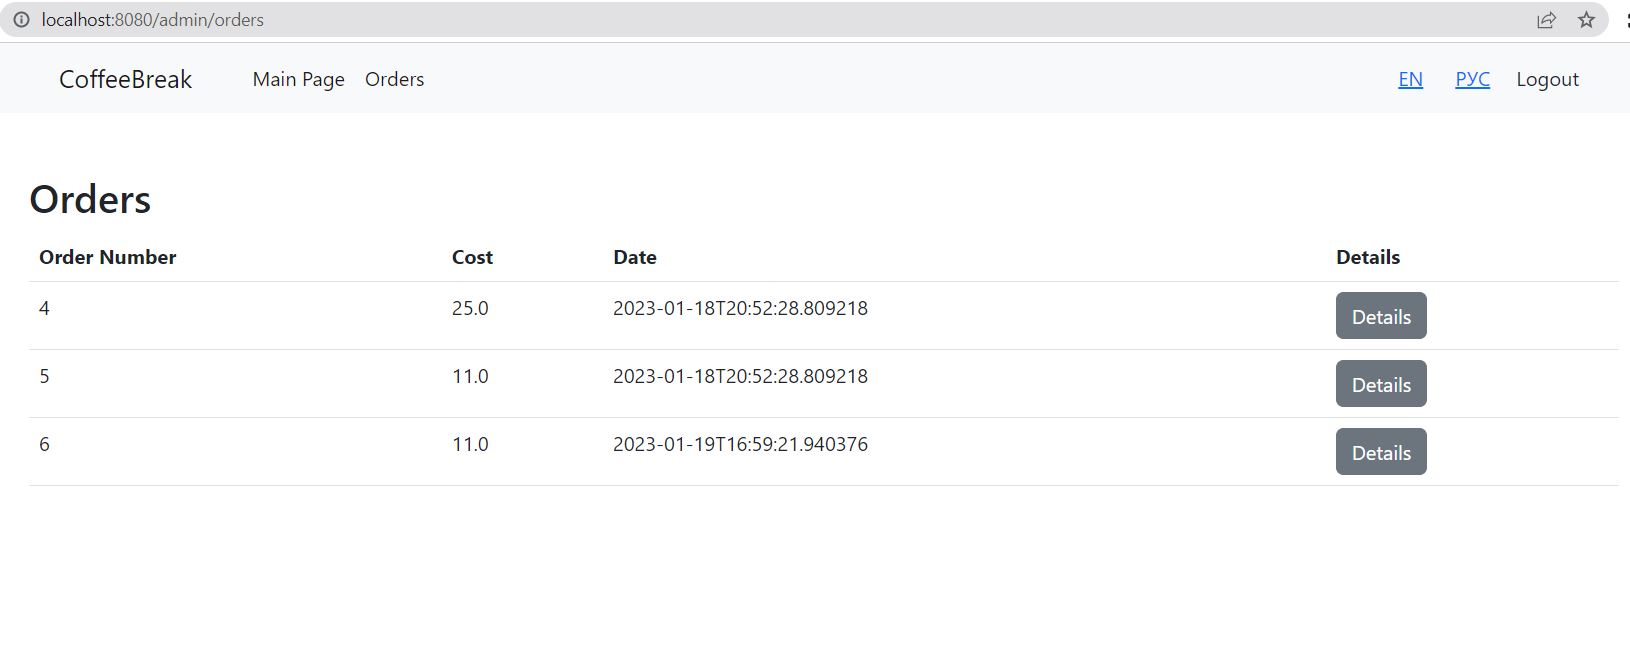 localhost:8080/admin/orders
CoffeeBreak Main Page Orders EN РУС Logout
Orders
Order Number Cost Date Details
4 25.0 2023-01-18T20:52:28.809218 Details
5 11.0 2023-01-18T20:52:28.809218 Details
6 11.0 2023-01-19T16:59:21.940376 Details